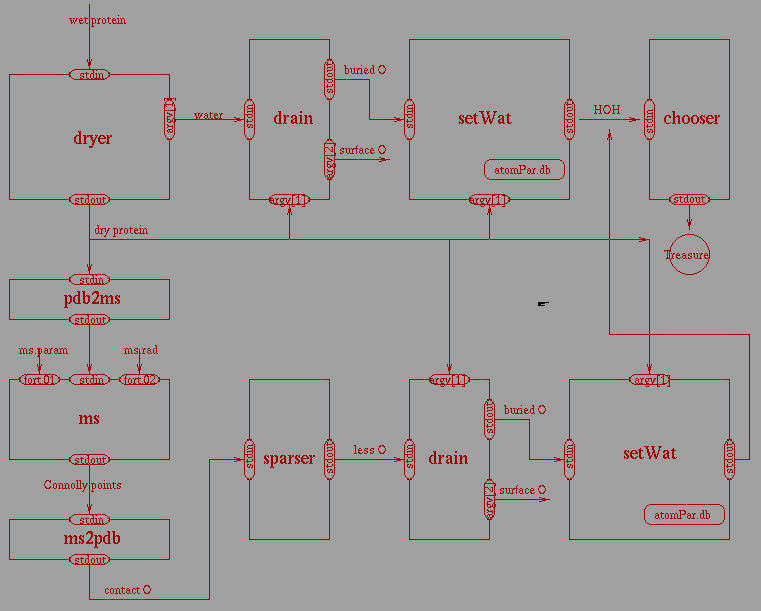 wet protein
stdin
dryer
argv[1]
stdout
water
stdin
drain
stdout
argv[2]
argv[1]
buried O
surface O
stdin
setWat
atomPar.db
argv[1]
stdout
HOH
stdin
chooser
stdout
Treasure
dry protein
stdin
pdb2ms
stdout
ms.param
ms.rad
fort.01
stdin
fort.02
ms
stdout
Connolly points
stdin
ms2pdb
stdout
contact O
stdin
sparser
stdout
less O
argv[1]
stdin
drain
stdout
argv[2]
buried O
surface O
argv[1]
stdin
setWat
atomPar.db
stdout